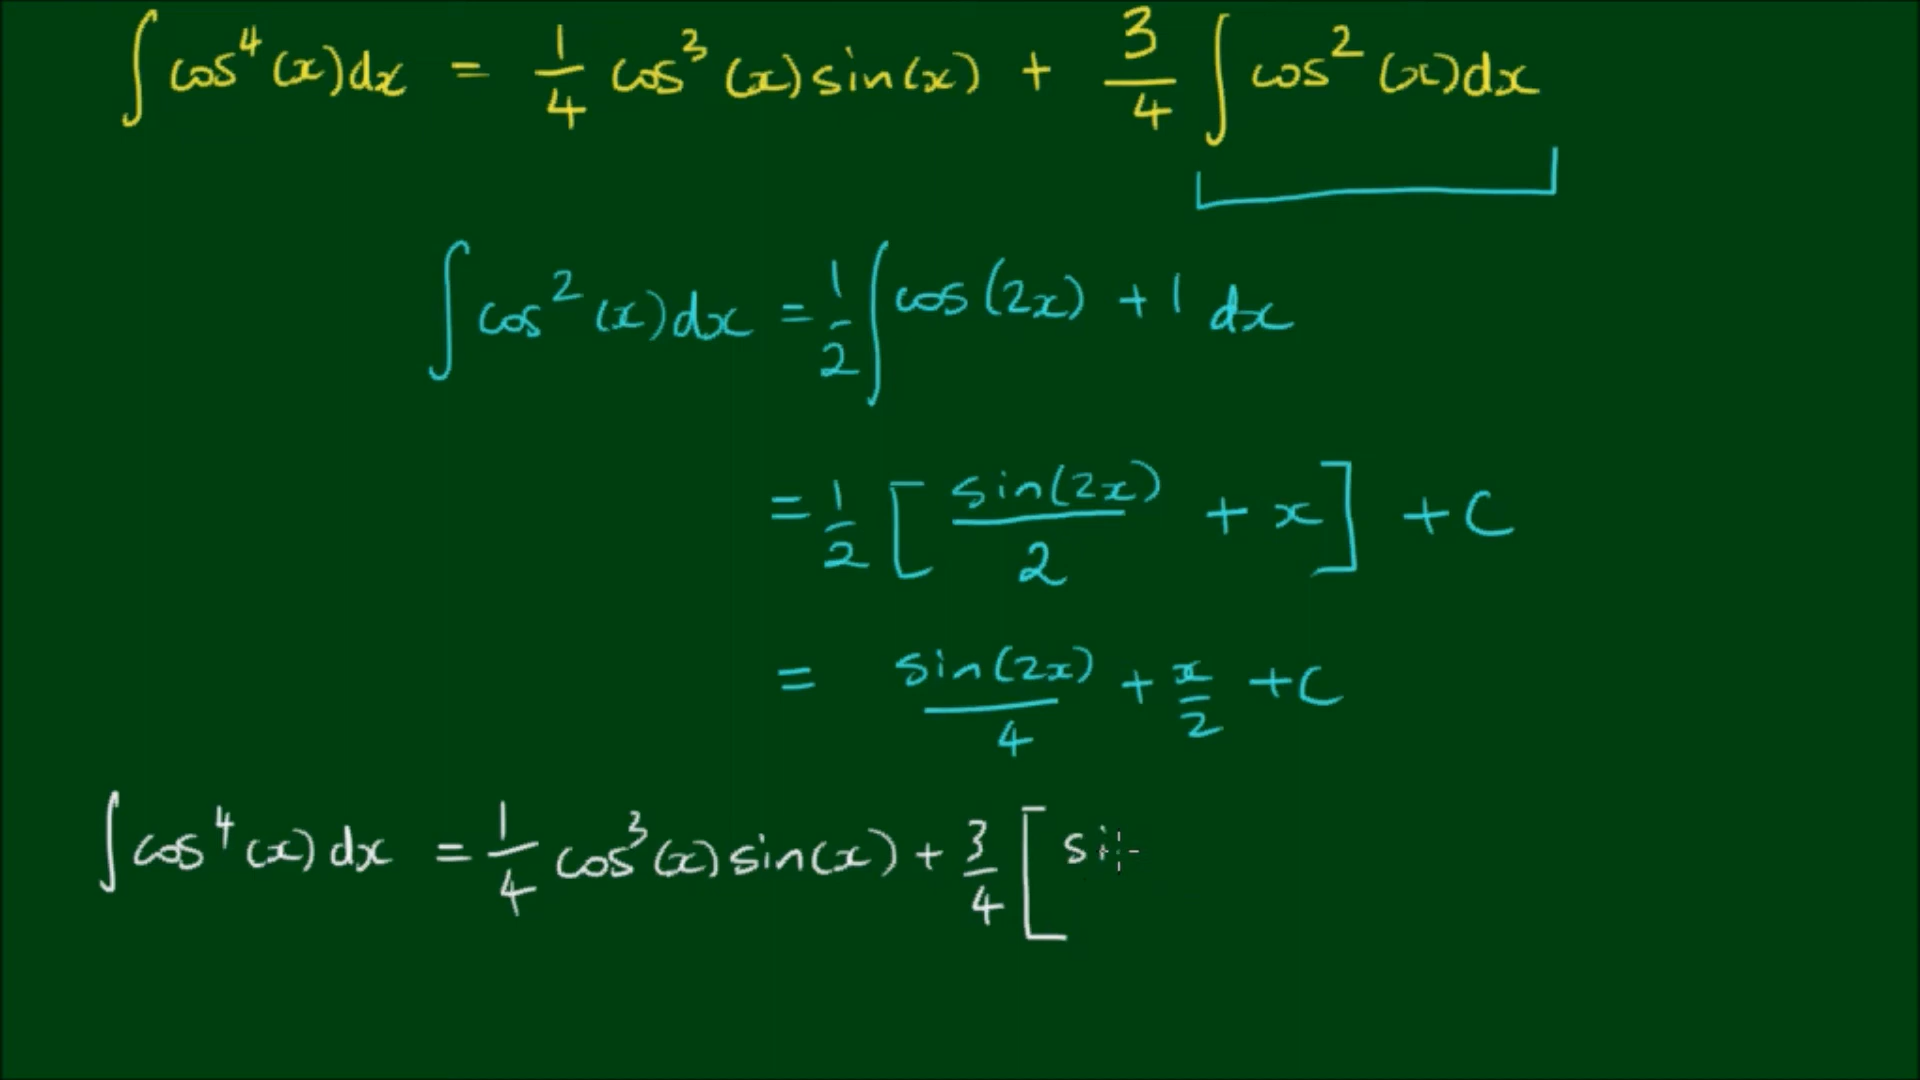 ∫ cos⁴(x)dx = 1/4 cos³(x)sin(x) + 3/4 ∫ cos²(x)dx
∫ cos²(x)dx = 1/2 ∫ cos(2x) + 1 dx
= 1/2 [ sin(2x)/2 + x ] + C
= sin(2x)/4 + x/2 + C
∫ cos⁴(x)dx = 1/4 cos³(x)sin(x) + 3/4 [ si